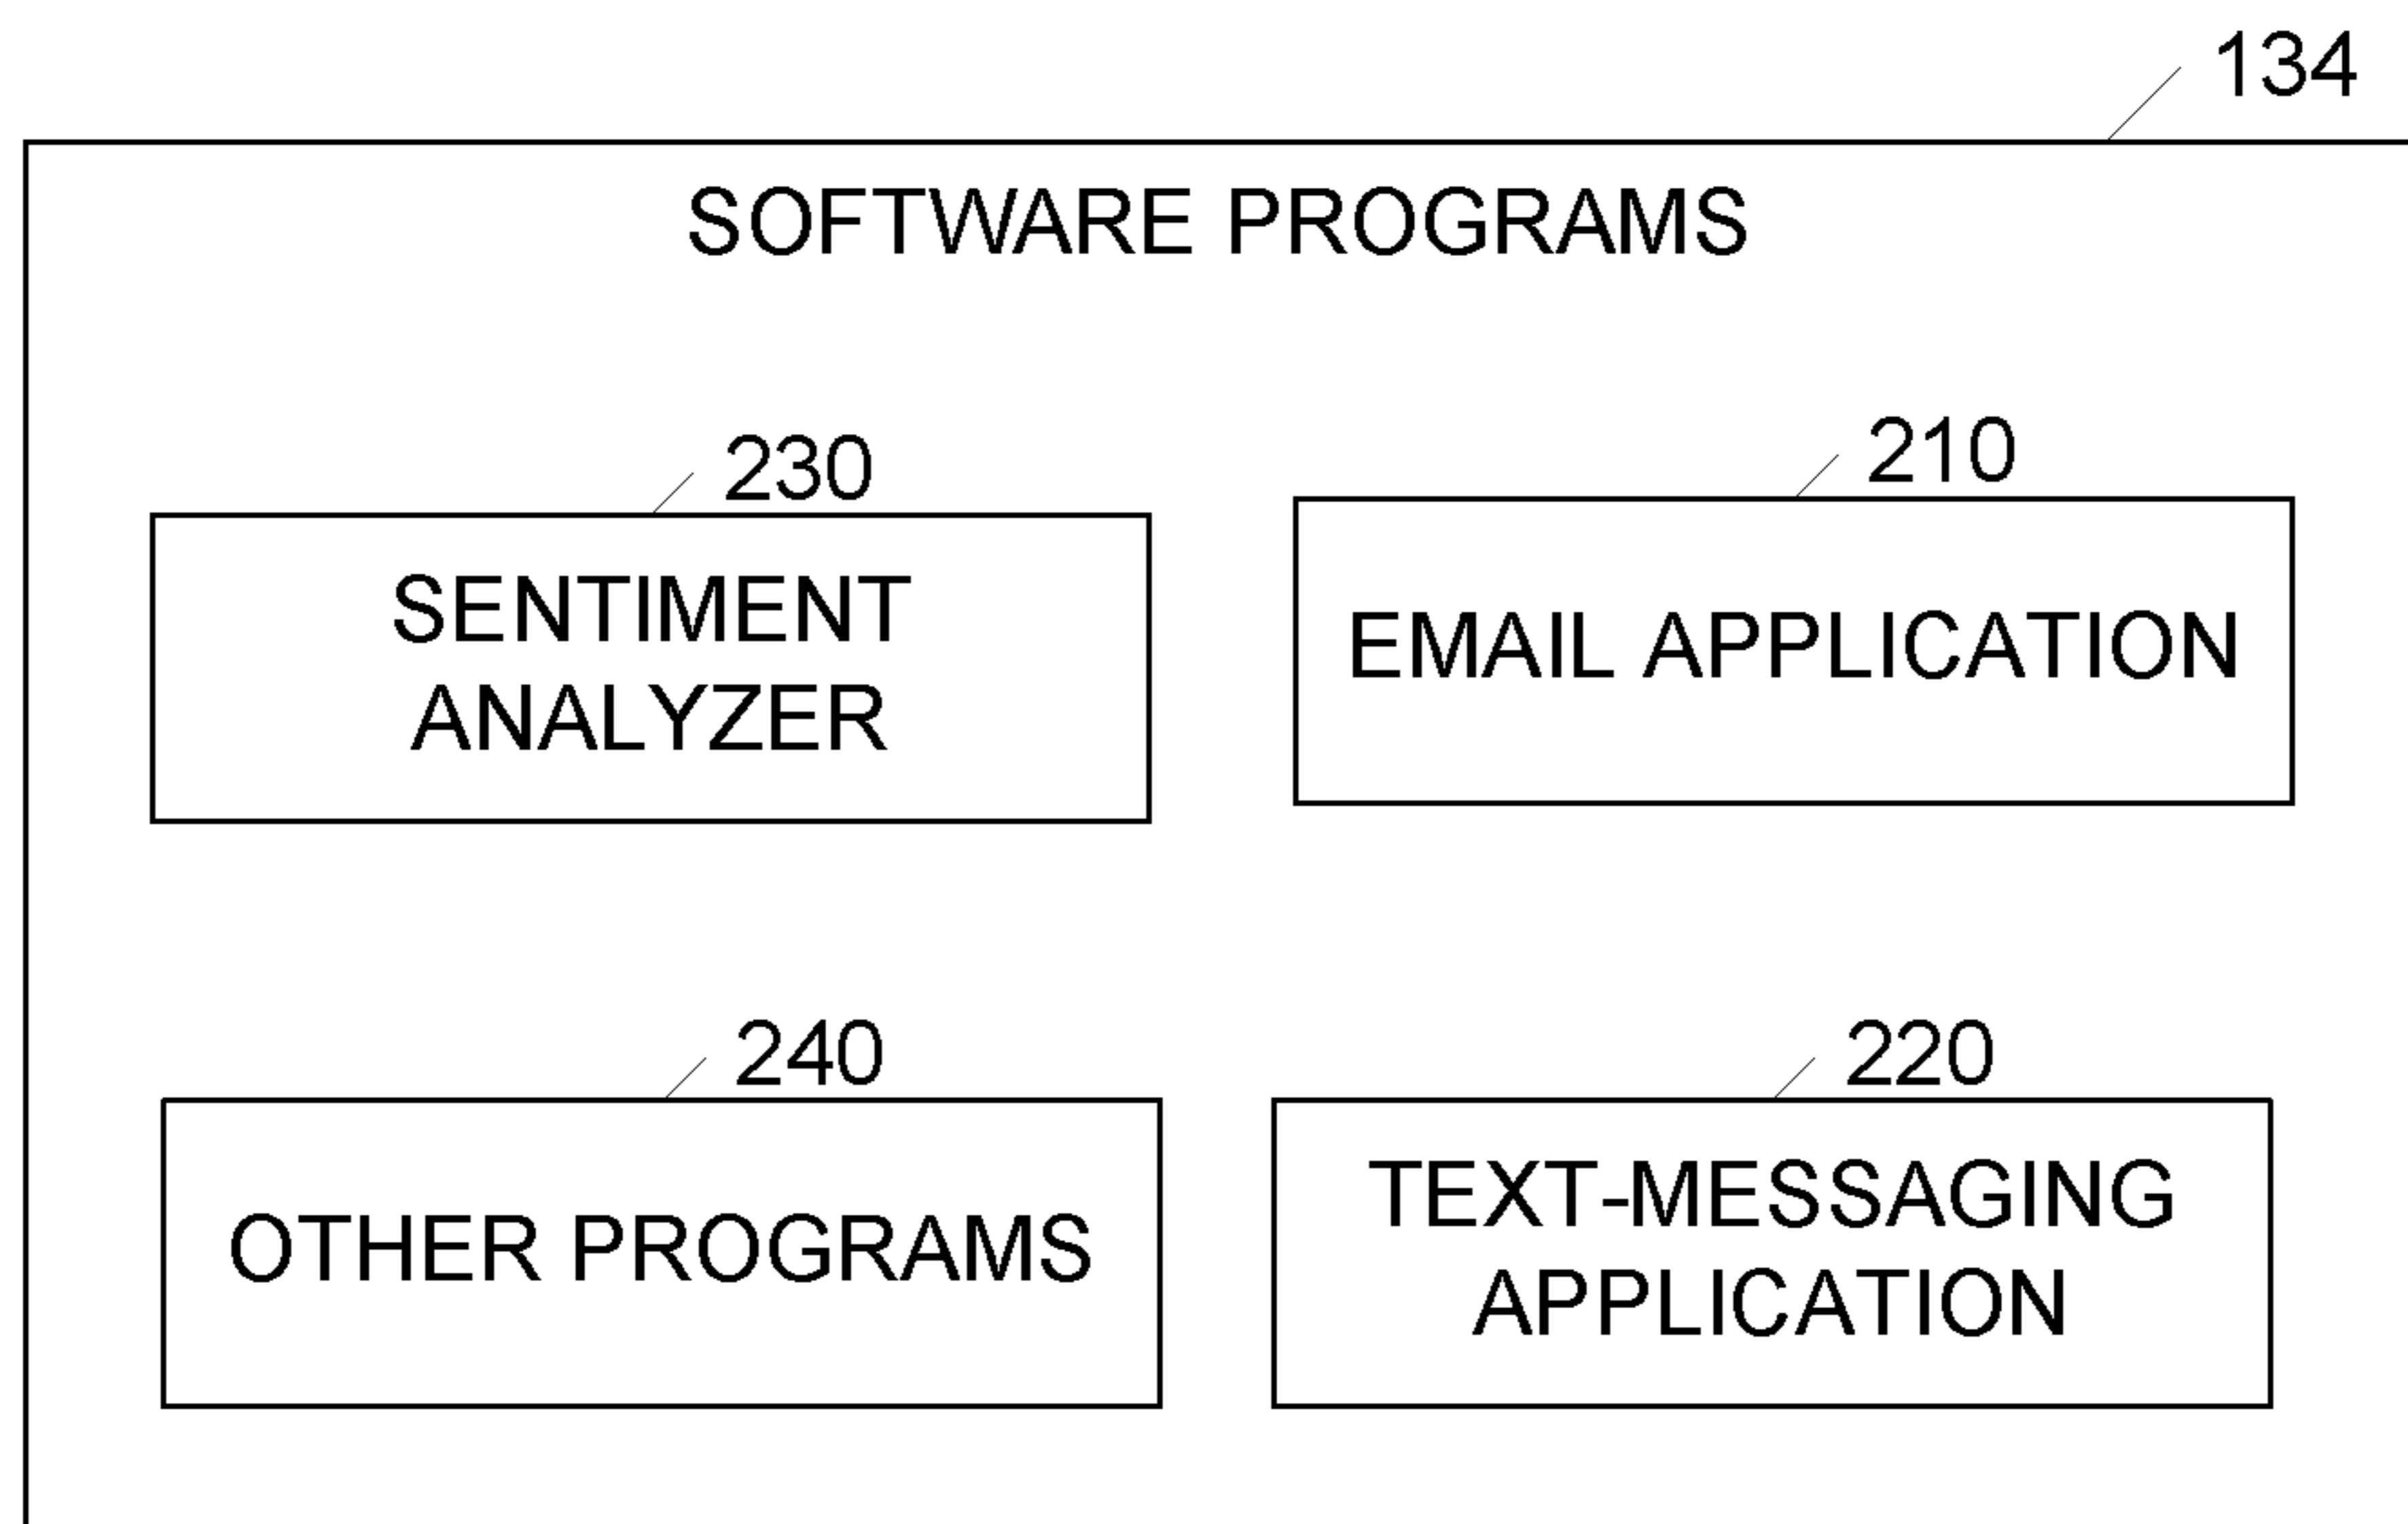 134
SOFTWARE PROGRAMS
230
SENTIMENT
ANALYZER
210
EMAIL APPLICATION
240
OTHER PROGRAMS
220
TEXT-MESSAGING
APPLICATION